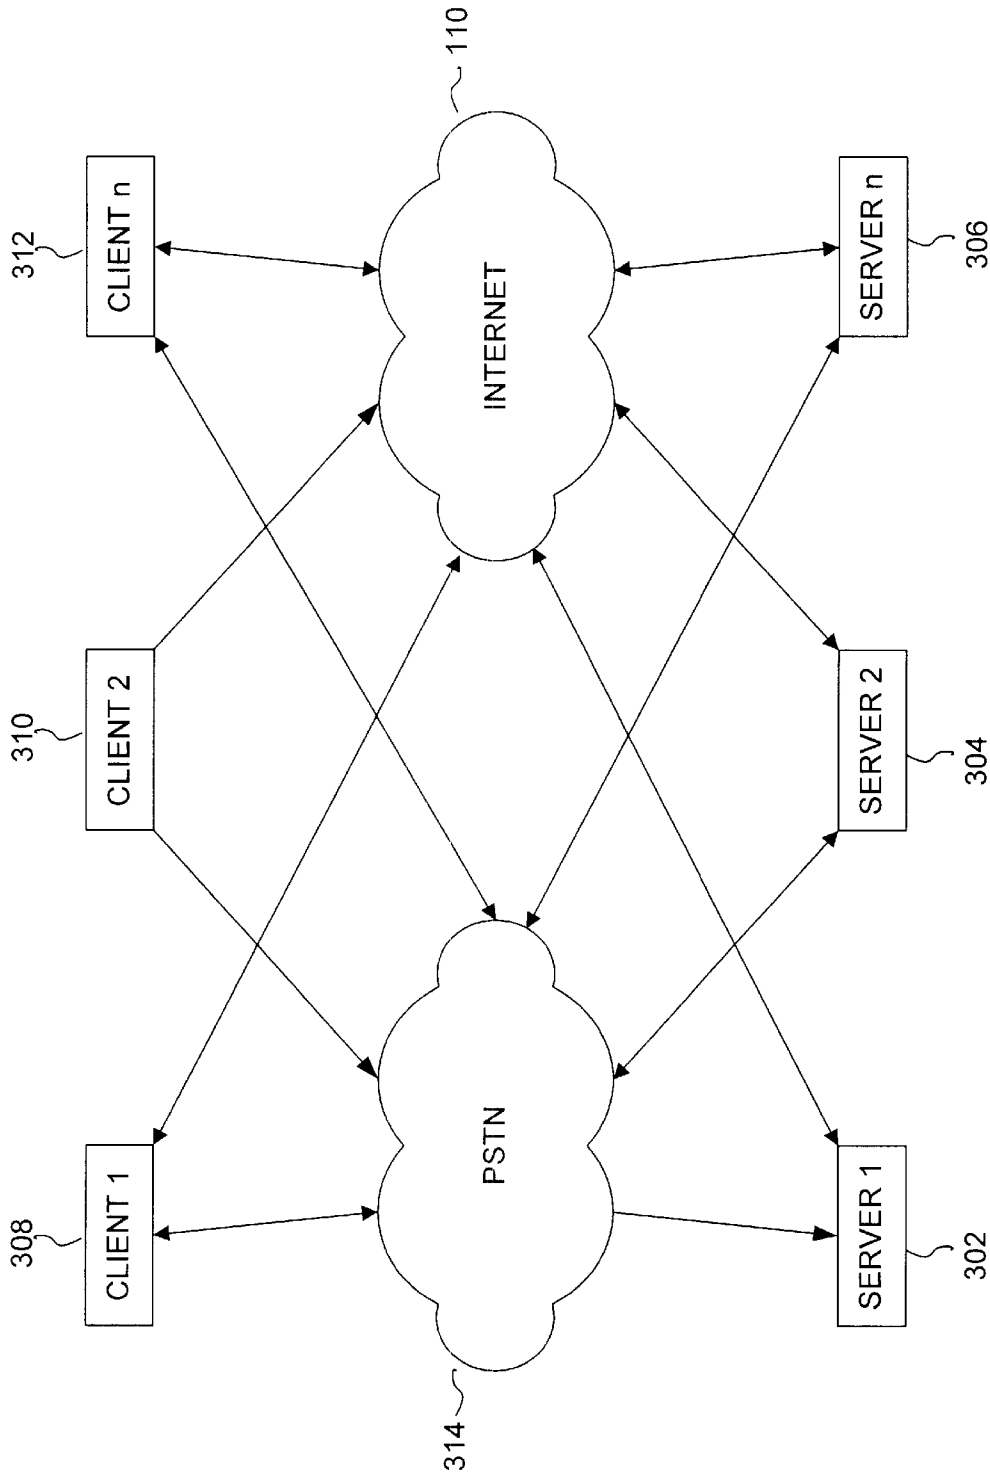 308
310
312
CLIENT 1
CLIENT 2
CLIENT n
314
PSTN
INTERNET
110
SERVER 1
SERVER 2
SERVER n
302
304
306